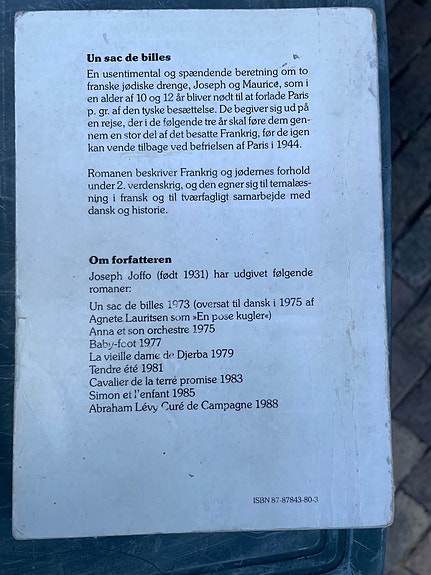 Un sac de billes
En usentimental og spændende beretning om to
franske jødiske drenge, Joseph og Maurice, som i
en alder af 10 og 12 år bliver nødt til at forlade Paris
p. gr. af den tyske besættelse. De begiver sig ud på
en rejse, der i de følgende tre år skal føre dem gen-
nem en stor del af det besatte Frankrig, før de igen
kan vende tilbage ved befrielsen af Paris i 1944.
Romanen beskriver Frankrig og jødernes forhold
under 2. verdenskrig, og den egner sig til temalæs-
ning i fransk og til tværfagligt samarbejde med
dansk og historie.
Om forfatteren
Joseph Joffo (født 1931) har udgivet følgende
romaner:
Un sac de billes 1973 (oversat til dansk i 1975 af
Agnete Lauritsen som »En pose kugler«)
Anna et son orchestre 1975
Baby-foot 1977
La vieille dame de Djerba 1979
Tendre été 1981
Cavalier de la terre promise 1983
Simon et l'enfant 1985
Abraham Lévy Curé de Campagne 1988
ISBN 87-87843-80-3